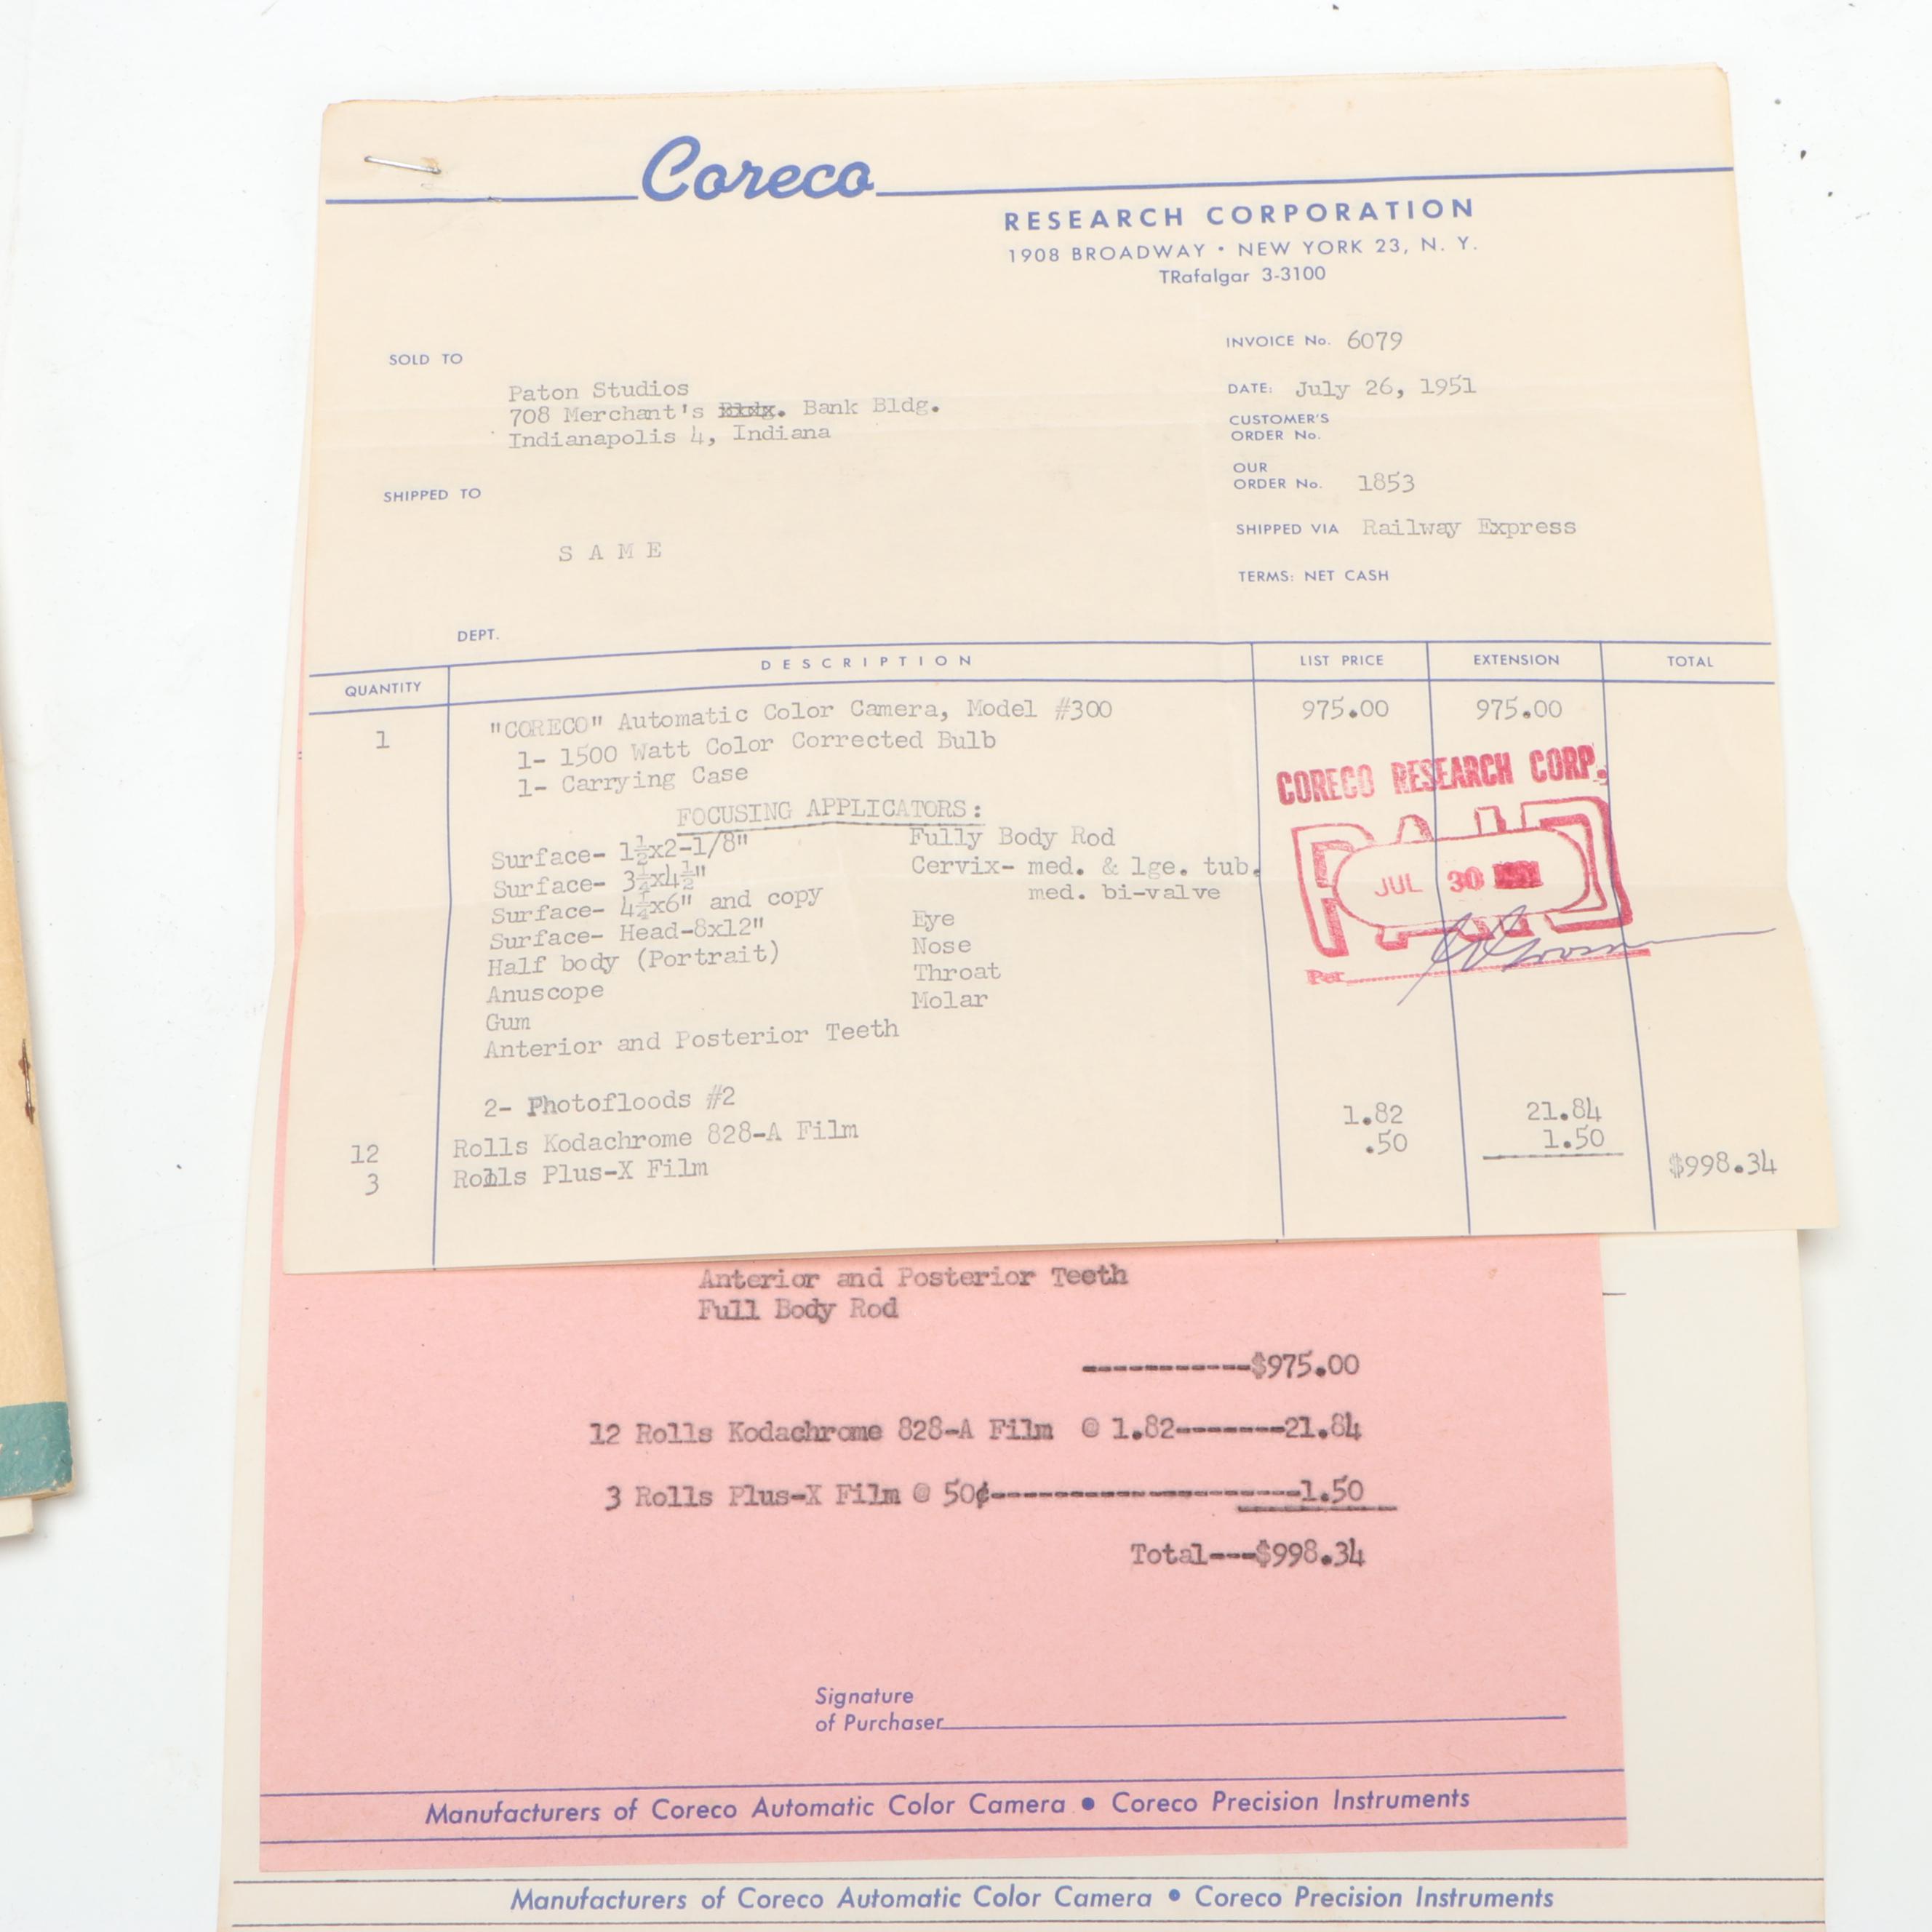 Coreco
RESEARCH CORPORATION
1908 BROADWAY • NEW YORK 23, N. Y.
TRafalgar 3-3100
SOLD TO
Paton Studios
708 Merchant's Bldg. Bank Bldg.
Indianapolis 4, Indiana
SHIPPED TO
S A M E
INVOICE No. 6079
DATE: July 26, 1951
CUSTOMER'S
ORDER No.
OUR
ORDER No. 1853
SHIPPED VIA Railway Express
TERMS: NET CASH
DEPT.
QUANTITY DESCRIPTION LIST PRICE EXTENSION TOTAL
1 "CORECO" Automatic Color Camera, Model #300 975.00 975.00
1- 1500 Watt Color Corrected Bulb
1- Carrying Case
FOCUSING APPLICATORS:
Surface- 1½x2-1/8" Fully Body Rod
Surface- 3¼x4½" Cervix- med. & lge. tub.
Surface- 4¼x6" and copy med. bi-valve
Surface- Head-8x12" Eye
Half body (Portrait) Nose
Anuscope Throat
Gum Molar
Anterior and Posterior Teeth
2- Photofloods #2
12 Rolls Kodachrome 828-A Film 1.82 21.84
3 Rolls Plus-X Film .50 1.50 $998.34
CORECO RESEARCH CORP.
PAID
JUL 30
Per
Anterior and Posterior Teeth
Full Body Rod
-----------$975.00
12 Rolls Kodachrome 828-A Film @ 1.82-------21.84
3 Rolls Plus-X Film @ 50¢--------------------1.50
Total---$998.34
Signature
of Purchaser
Manufacturers of Coreco Automatic Color Camera • Coreco Precision Instruments
Manufacturers of Coreco Automatic Color Camera • Coreco Precision Instruments